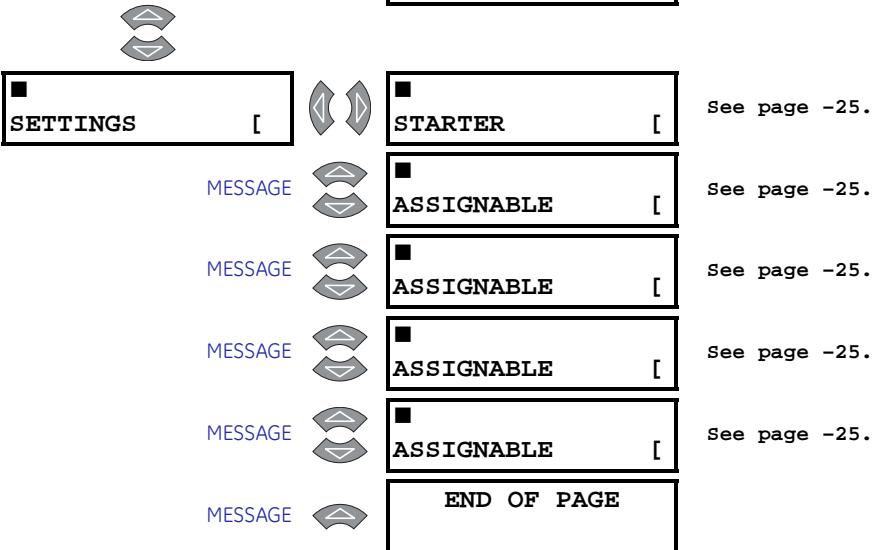 ■ ■
SETTINGS [ STARTER [ See page –25.
■
MESSAGE ASSIGNABLE [ See page –25.
■
MESSAGE ASSIGNABLE [ See page –25.
■
MESSAGE ASSIGNABLE [ See page –25.
■
MESSAGE ASSIGNABLE [ See page –25.
MESSAGE END OF PAGE